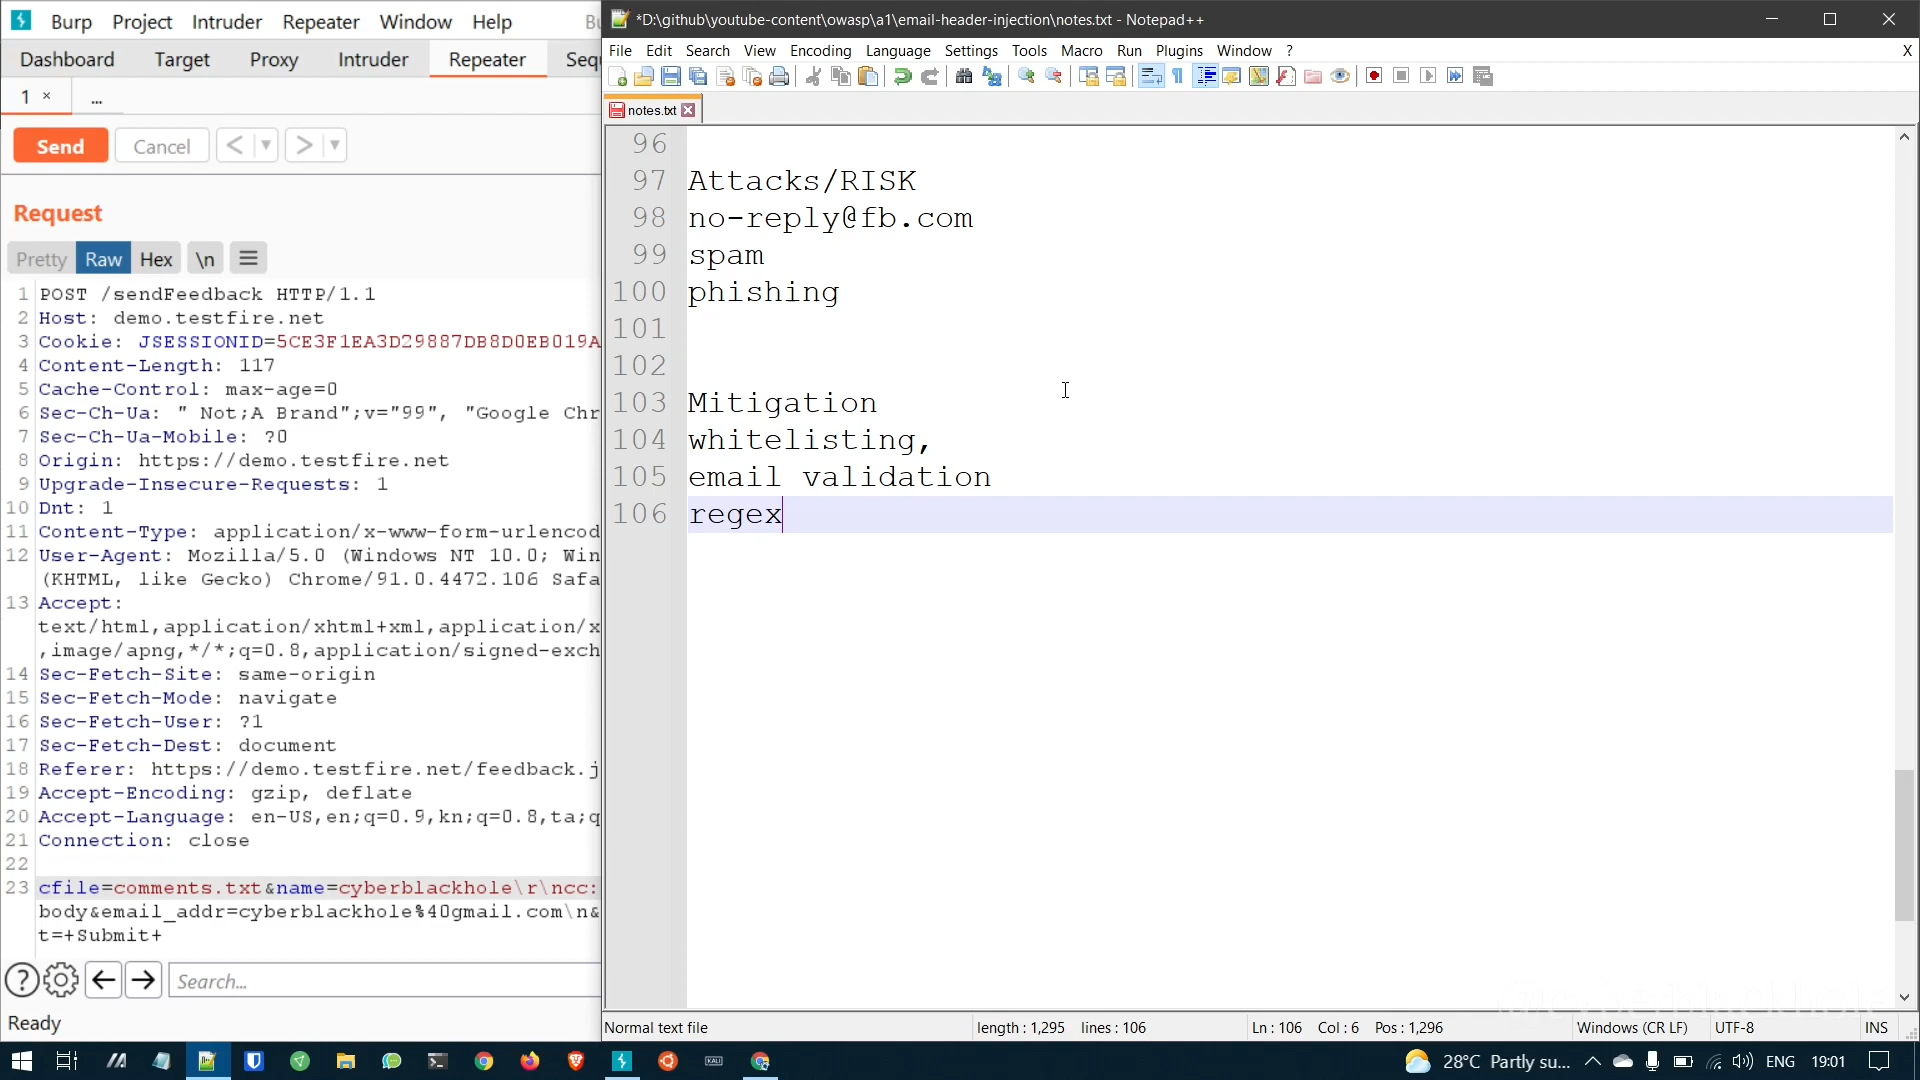 Burp Project Intruder Repeater Window Help
Dashboard Target Proxy Intruder Repeater
1 × ...
Send Cancel < ▼ > ▼
Request
Pretty Raw Hex \n
1 POST /sendFeedback HTTP/1.1
2 Host: demo.testfire.net
3 Cookie: JSESSIONID=5CE3F1EA3D29887DB8D0EB019A
4 Content-Length: 117
5 Cache-Control: max-age=0
6 Sec-Ch-Ua: " Not;A Brand";v="99", "Google Chr
7 Sec-Ch-Ua-Mobile: ?0
8 Origin: https://demo.testfire.net
9 Upgrade-Insecure-Requests: 1
10 Dnt: 1
11 Content-Type: application/x-www-form-urlencod
12 User-Agent: Mozilla/5.0 (Windows NT 10.0; Win
(KHTML, like Gecko) Chrome/91.0.4472.106 Safa
13 Accept:
text/html,application/xhtml+xml,application/x
,image/apng,*/*;q=0.8,application/signed-exch
14 Sec-Fetch-Site: same-origin
15 Sec-Fetch-Mode: navigate
16 Sec-Fetch-User: ?1
17 Sec-Fetch-Dest: document
18 Referer: https://demo.testfire.net/feedback.j
19 Accept-Encoding: gzip, deflate
20 Accept-Language: en-US,en;q=0.9,kn;q=0.8,ta;q
21 Connection: close
22
23 cfile=comments.txt&name=cyberblackhole\r\ncc:
body&email_addr=cyberblackhole%40gmail.com\n&
t=+Submit+
Search...
Ready
*D:\github\youtube-content\owasp\a1\email-header-injection\notes.txt - Notepad++
File Edit Search View Encoding Language Settings Tools Macro Run Plugins Window ? X
notes.txt
96
97 Attacks/RISK
98 no-reply@fb.com
99 spam
100 phishing
101
102
103 Mitigation
104 whitelisting,
105 email validation
106 regex
Normal text file length : 1,295 lines : 106 Ln : 106 Col : 6 Pos : 1,296 Windows (CR LF) UTF-8 INS
28°C Partly su... ENG 19:01